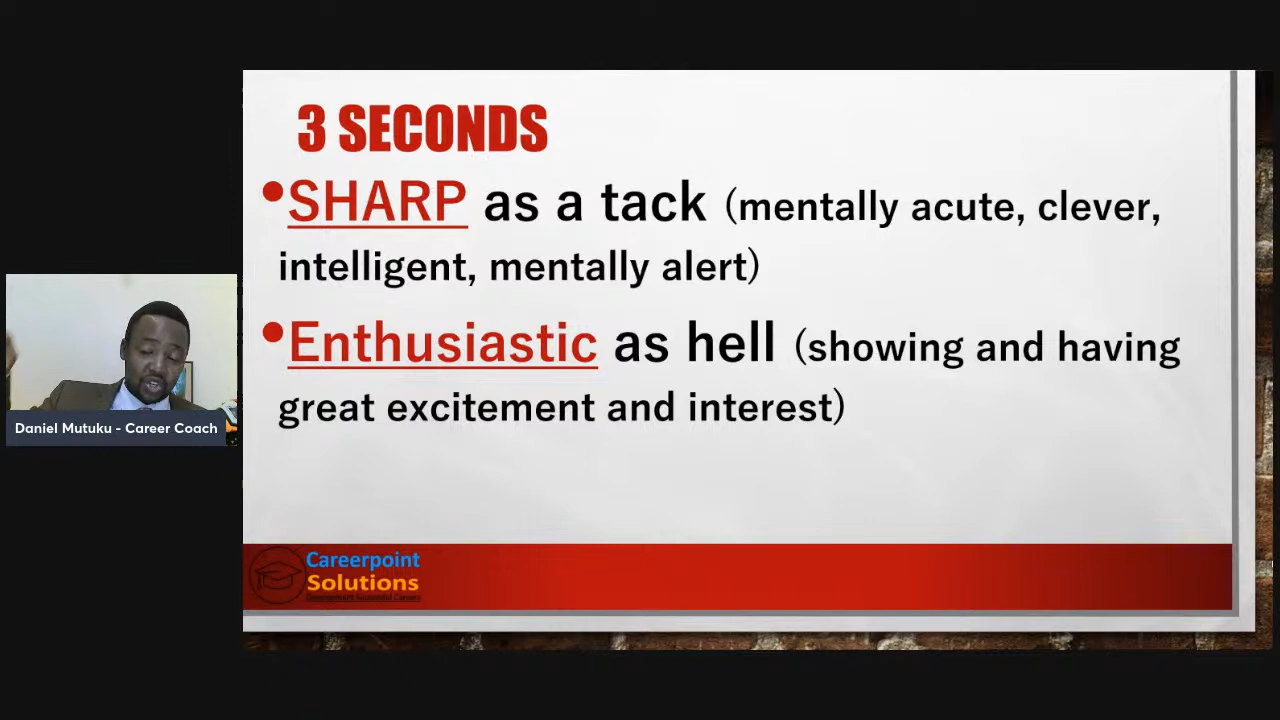 3 SECONDS
•SHARP as a tack (mentally acute, clever,
intelligent, mentally alert)
•Enthusiastic as hell (showing and having
great excitement and interest)
Daniel Mutuku - Career Coach
Careerpoint
Solutions